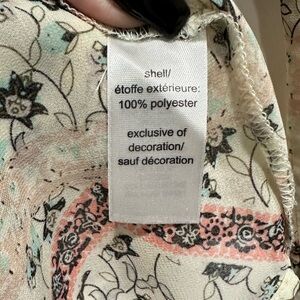 shell/
étoffe extérieure:
100% polyester
exclusive of
decoration/
sauf décoration